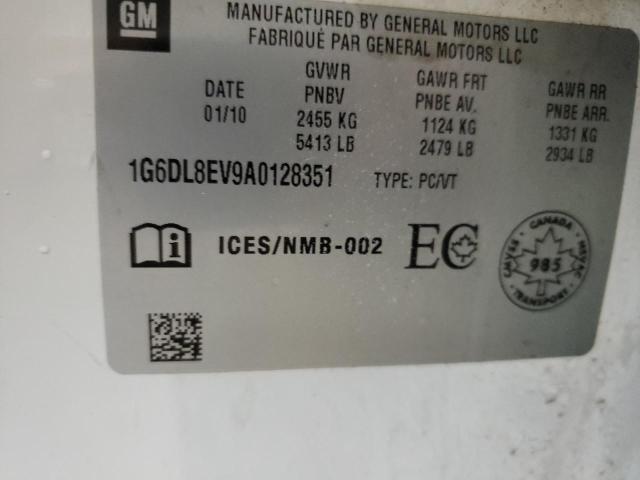 GM
MANUFACTURED BY GENERAL MOTORS LLC
FABRIQUÉ PAR GENERAL MOTORS LLC
DATE
01/10
GVWR
PNBV
2455 KG
5413 LB
GAWR FRT
PNBE AV.
1124 KG
2479 LB
GAWR RR
PNBE ARR.
1331 KG
2934 LB
1G6DL8EV9A0128351 TYPE: PC/VT
i ICES/NMB-002 EC
CANADA
CMVSS
NSVAC
985
TRANSPORT